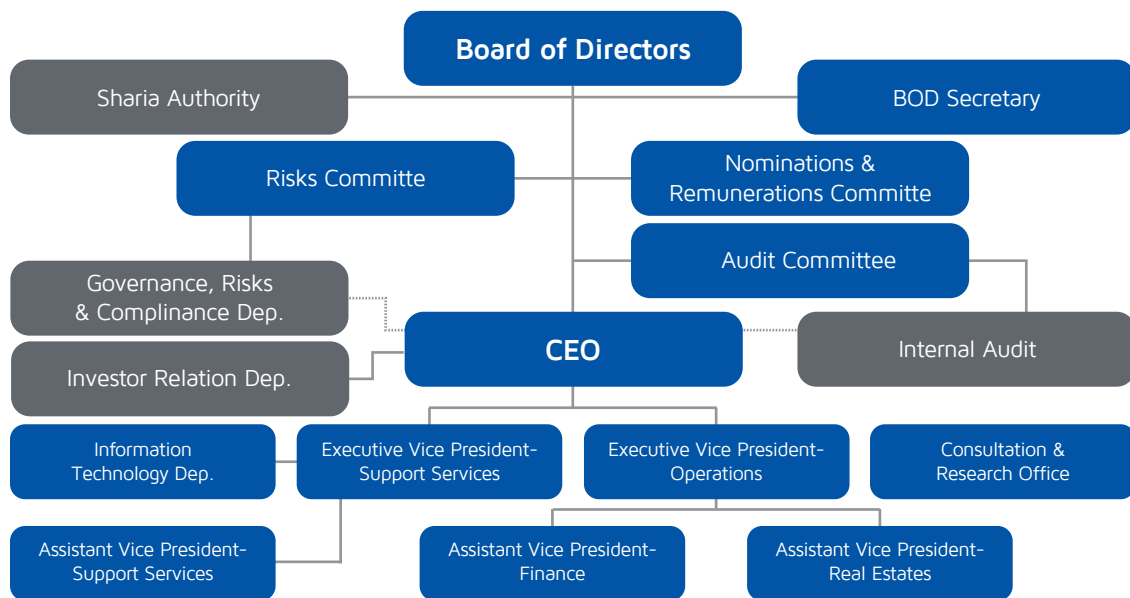 Board of Directors
Sharia Authority
BOD Secretary
Risks Committe
Nominations &
Remunerations Committe
Audit Committee
Governance, Risks
& Complinance Dep.
CEO
Internal Audit
Investor Relation Dep.
Information
Technology Dep.
Executive Vice President-
Support Services
Executive Vice President-
Operations
Consultation &
Research Office
Assistant Vice President-
Support Services
Assistant Vice President-
Finance
Assistant Vice President-
Real Estates